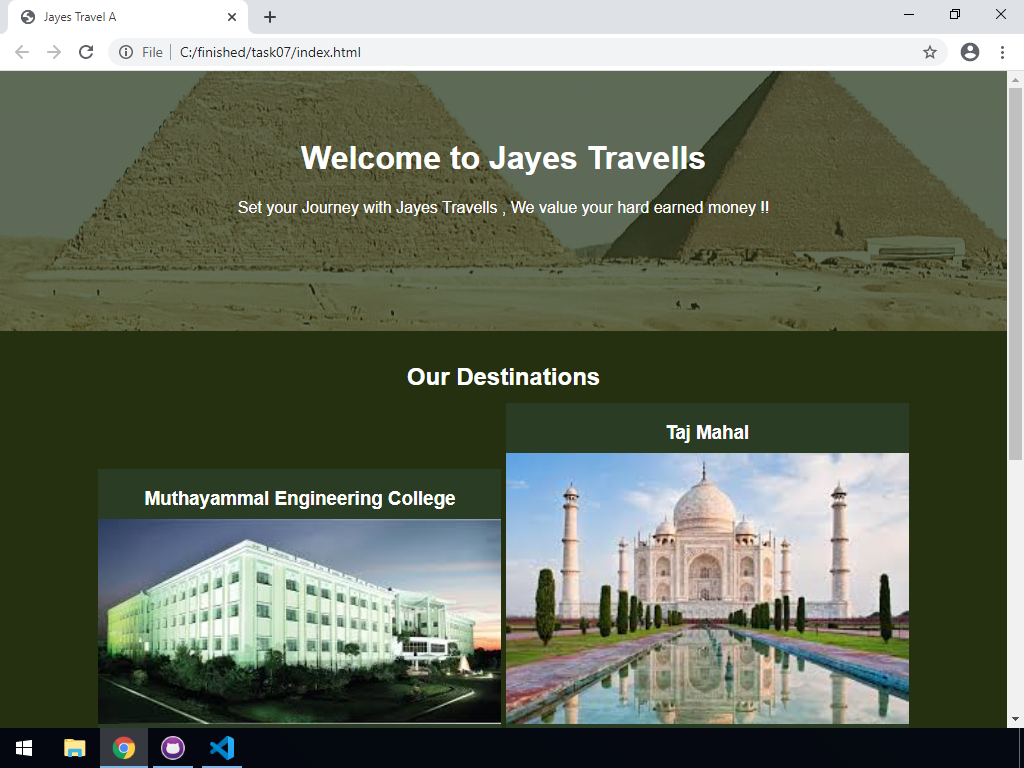 Jayes Travel A
File
C:/finished/task07/index.html
Welcome to Jayes Travells
Set your Journey with Jayes Travells , We value your hard earned money !!
Our Destinations
Taj Mahal
Muthayammal Engineering College